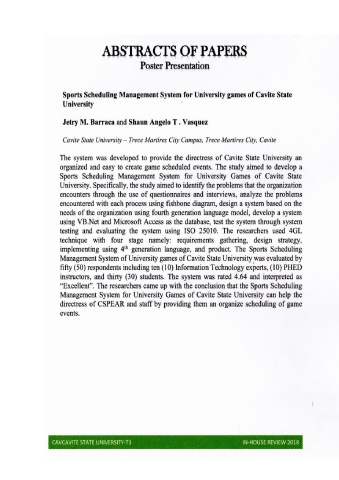 ABSTRACTS OF PAPERS
Poster Presentation
Sports Scheduling Management System for University games of Cavite State
University
Jetry M. Barraca and Shaun Angelo T . Vasquez
Cavite State University – Trece Martires City Campus, Trece Martires City, Cavite
The system was developed to provide the directress of Cavite State University an
organized and easy to create game scheduled events. The study aimed to develop a
Sports Scheduling Management System for University Games of Cavite State
University. Specifically, the study aimed to identify the problems that the organization
encounters through the use of questionnaires and interviews, analyze the problems
encountered with each process using fishbone diagram, design a system based on the
needs of the organization using fourth generation language model, develop a system
using VB.Net and Microsoft Access as the database, test the system through system
testing and evaluating the system using ISO 25010. The researchers used 4GL
technique with four stage namely: requirements gathering, design strategy,
implementing using 4th generation language, and product. The Sports Scheduling
Management System of University games of Cavite State University was evaluated by
fifty (50) respondents including ten (10) Information Technology experts, (10) PHED
instructors, and thirty (30) students. The system was rated 4.64 and interpreted as
“Excellent”. The researchers came up with the conclusion that the Sports Scheduling
Management System for University Games of Cavite State University can help the
directress of CSPEAR and staff by providing them an organize scheduling of game
events.
CAVCAVITE STATE UNIVERSITY-T3 IN-HOUSE REVIEW 2018